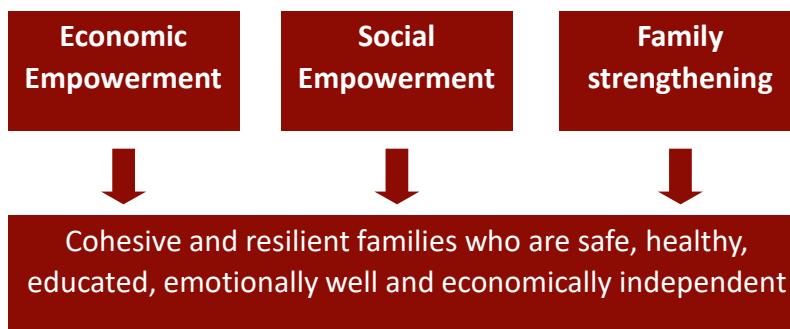 Economic
Empowerment
Social
Empowerment
Family
strengthening
Cohesive and resilient families who are safe, healthy,
educated, emotionally well and economically independent